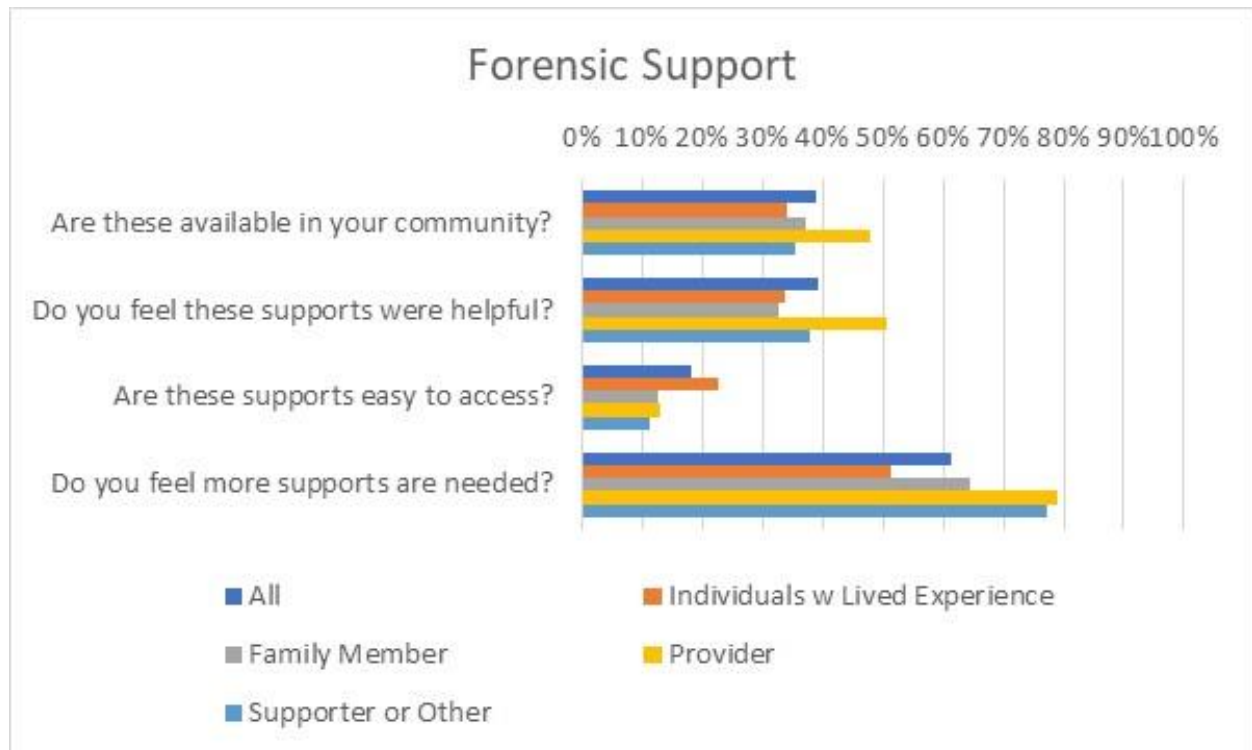 Forensic Support
0% 10% 20% 30% 40% 50% 60% 70% 80% 90% 100%
Are these available in your community?
Do you feel these supports were helpful?
Are these supports easy to access?
Do you feel more supports are needed?
All
Individuals w Lived Experience
Family Member
Provider
Supporter or Other